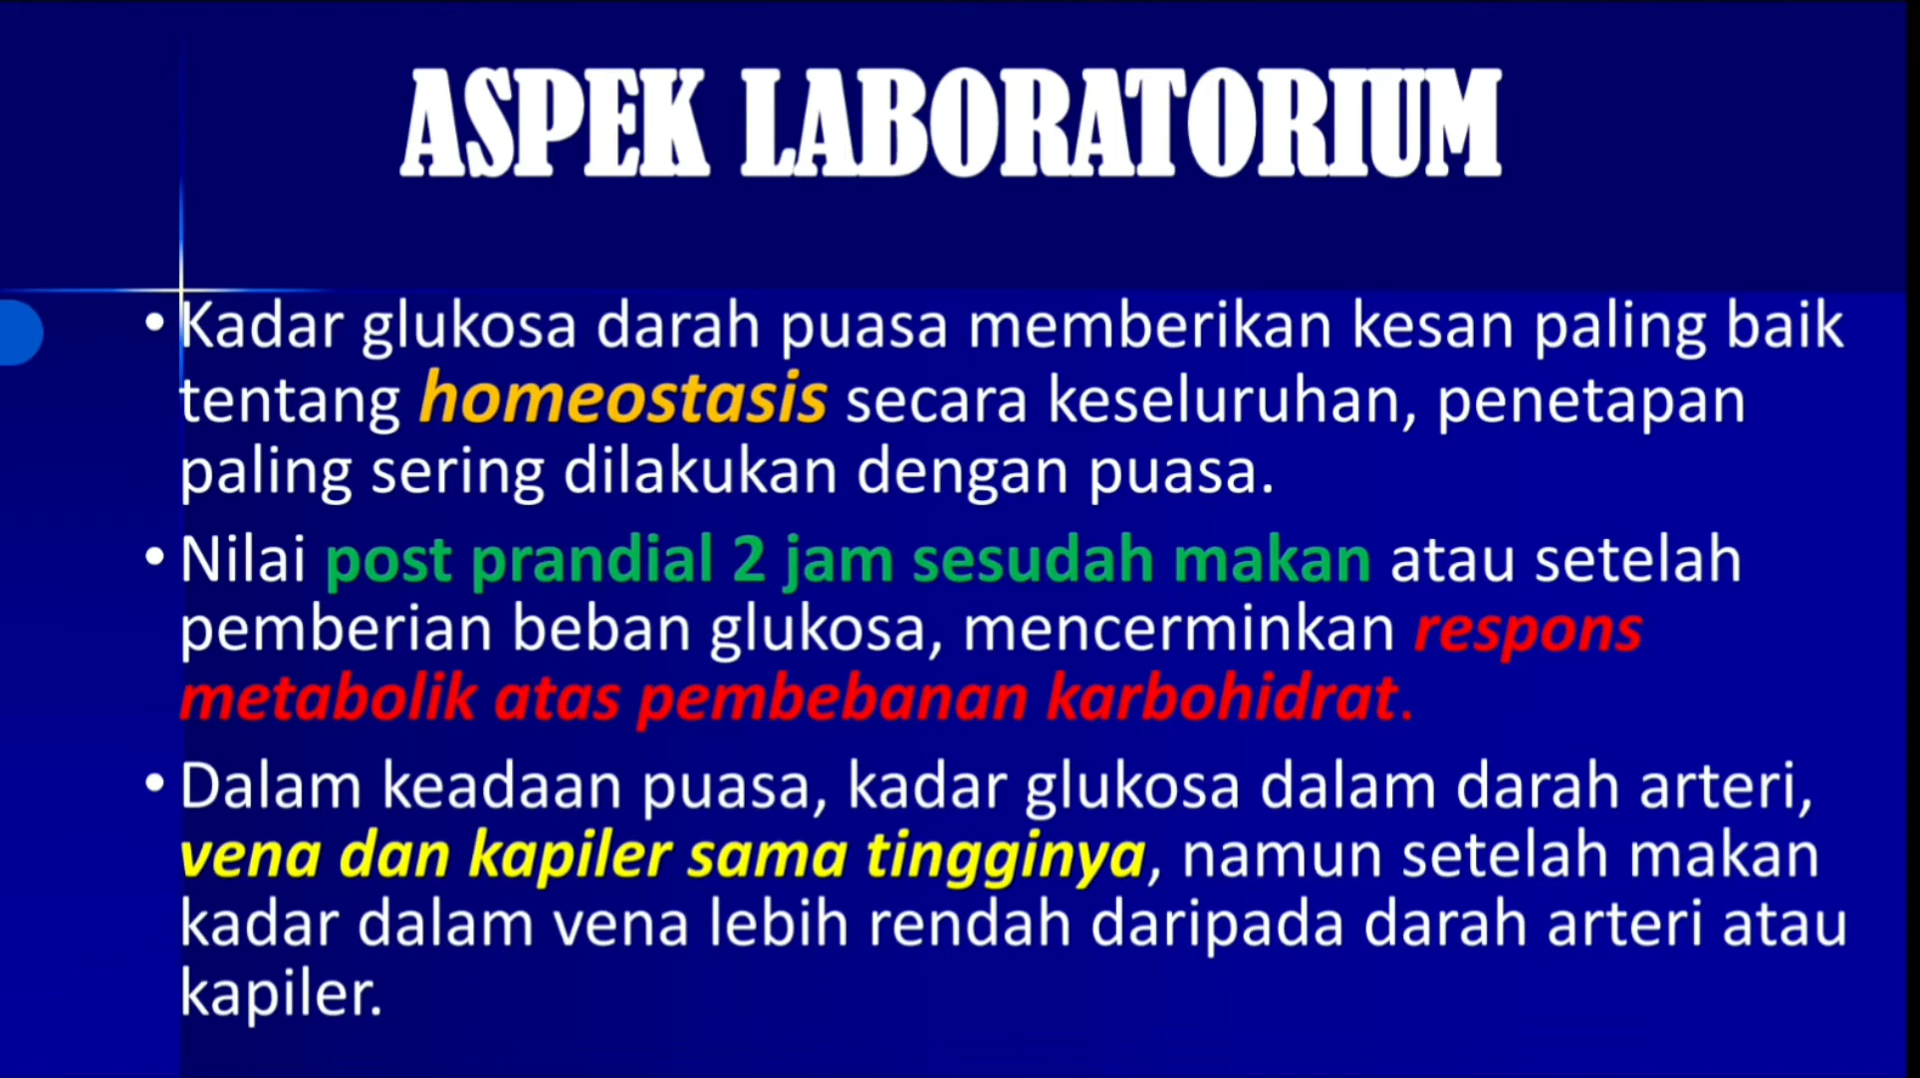 ASPEK LABORATORIUM
• Kadar glukosa darah puasa memberikan kesan paling baik
tentang homeostasis secara keseluruhan, penetapan
paling sering dilakukan dengan puasa.
• Nilai post prandial 2 jam sesudah makan atau setelah
pemberian beban glukosa, mencerminkan respons
metabolik atas pembebanan karbohidrat.
• Dalam keadaan puasa, kadar glukosa dalam darah arteri,
vena dan kapiler sama tingginya, namun setelah makan
kadar dalam vena lebih rendah daripada darah arteri atau
kapiler.